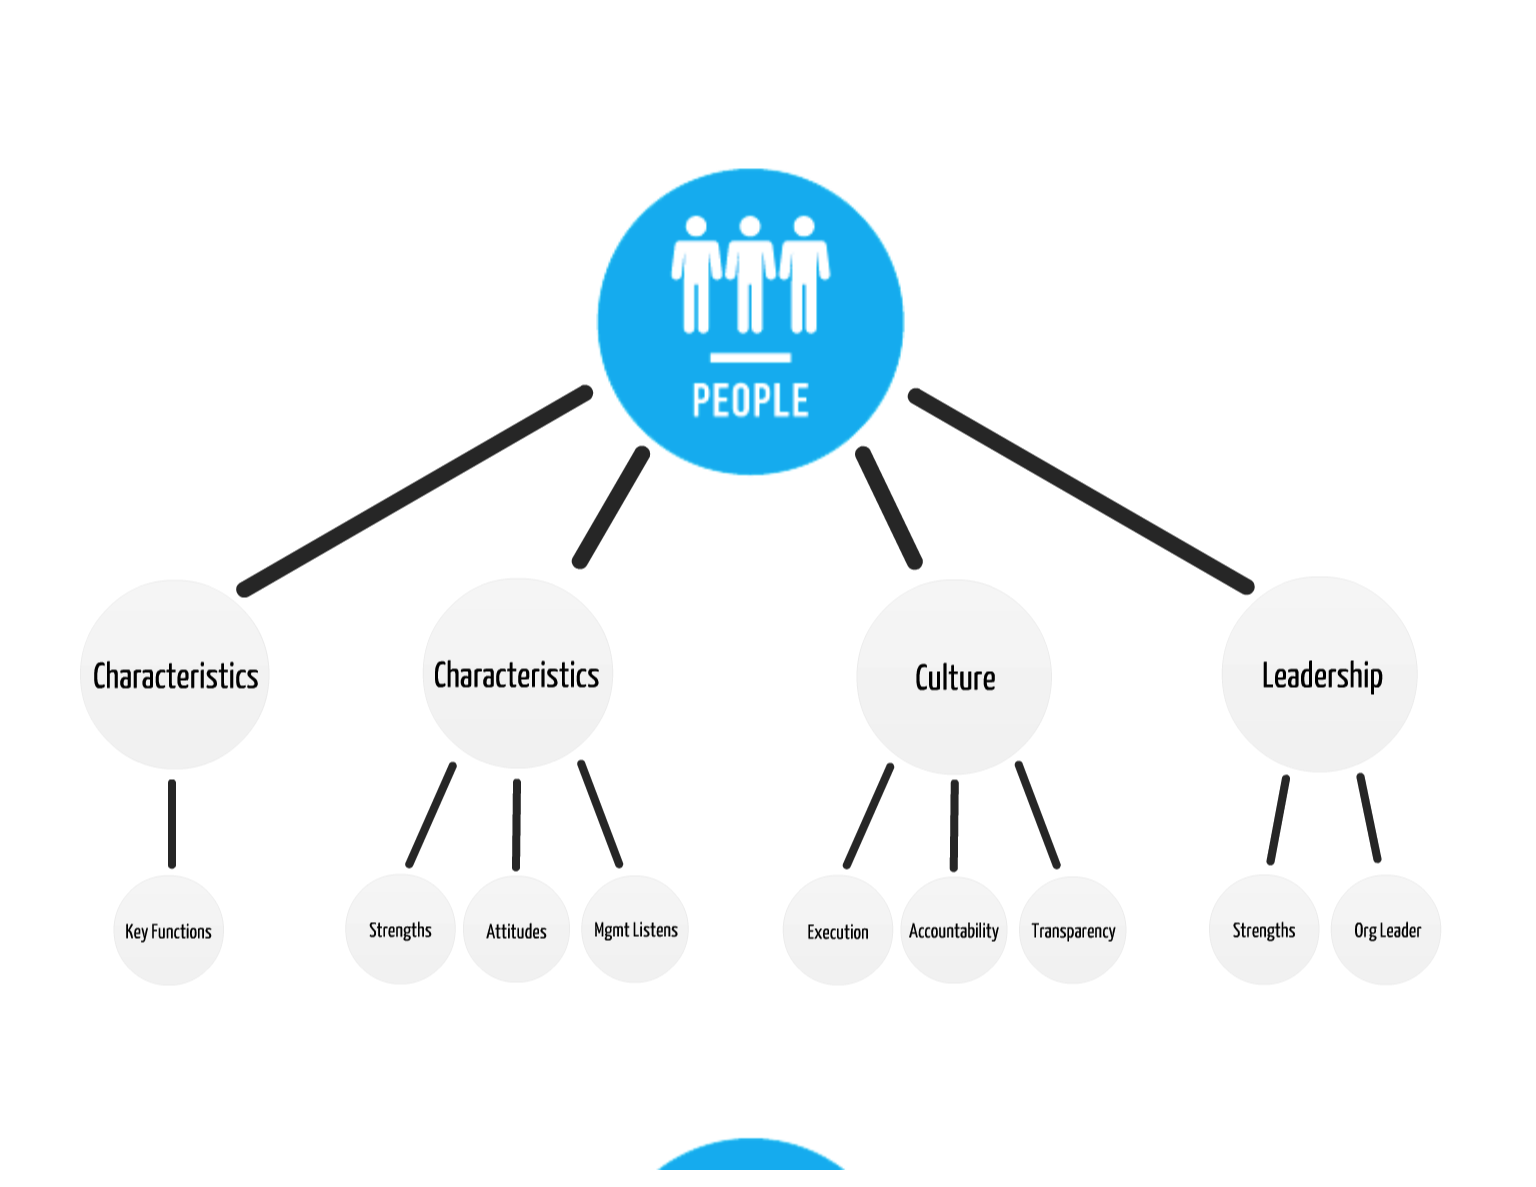 PEOPLE
Characteristics
Characteristics
Culture
Leadership
Key Functions
Strengths
Attitudes
Mgmt Listens
Execution
Accountability
Transparency
Strengths
Org Leader